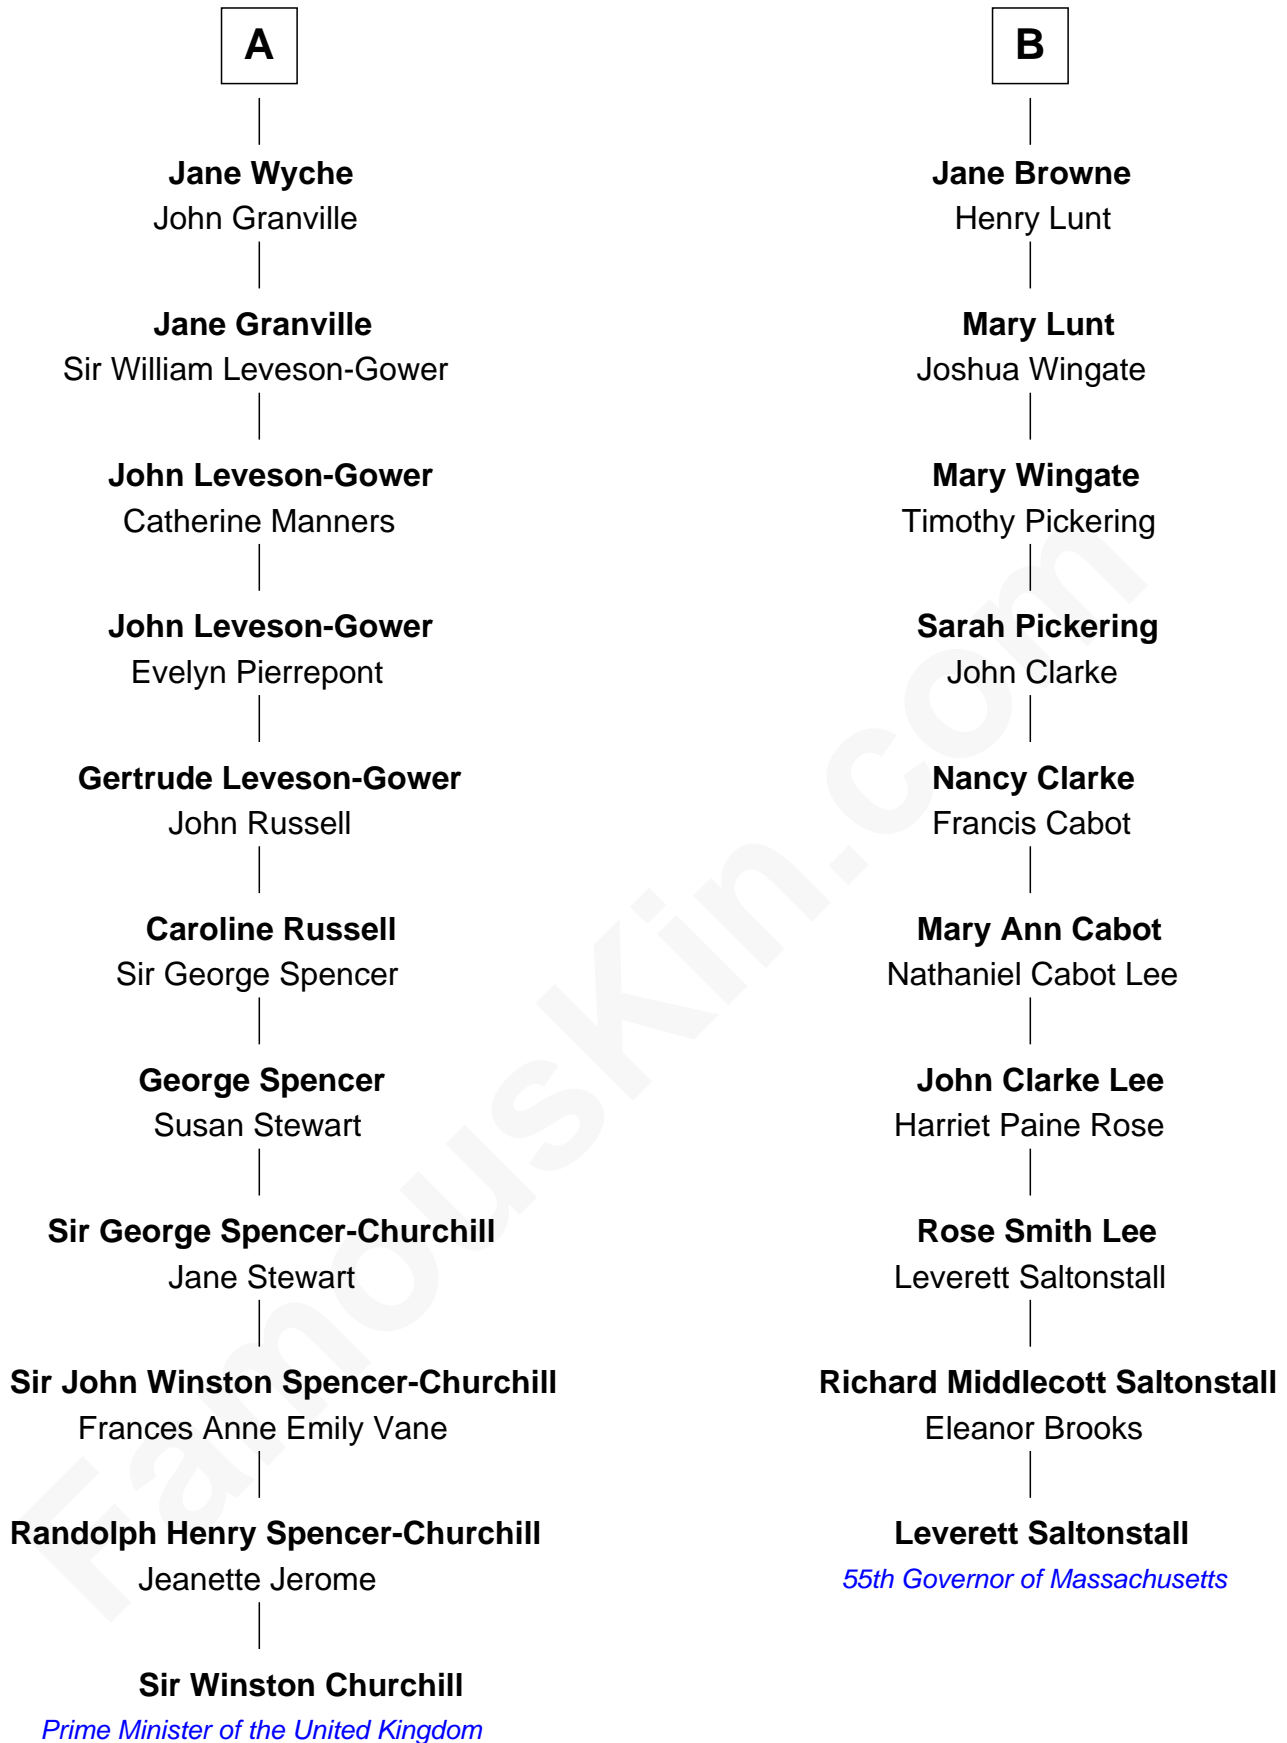 A
Jane Wyche
John Granville
Jane Granville
Sir William Leveson-Gower
John Leveson-Gower
Catherine Manners
John Leveson-Gower
Evelyn Pierrepont
Gertrude Leveson-Gower
John Russell
Caroline Russell
Sir George Spencer
George Spencer
Susan Stewart
Sir George Spencer-Churchill
Jane Stewart
Sir John Winston Spencer-Churchill
Frances Anne Emily Vane
Randolph Henry Spencer-Churchill
Jeanette Jerome
Sir Winston Churchill
Prime Minister of the United Kingdom
B
Jane Browne
Henry Lunt
Mary Lunt
Joshua Wingate
Mary Wingate
Timothy Pickering
Sarah Pickering
John Clarke
Nancy Clarke
Francis Cabot
Mary Ann Cabot
Nathaniel Cabot Lee
John Clarke Lee
Harriet Paine Rose
Rose Smith Lee
Leverett Saltonstall
Richard Middlecott Saltonstall
Eleanor Brooks
Leverett Saltonstall
55th Governor of Massachusetts
FamousKin.com